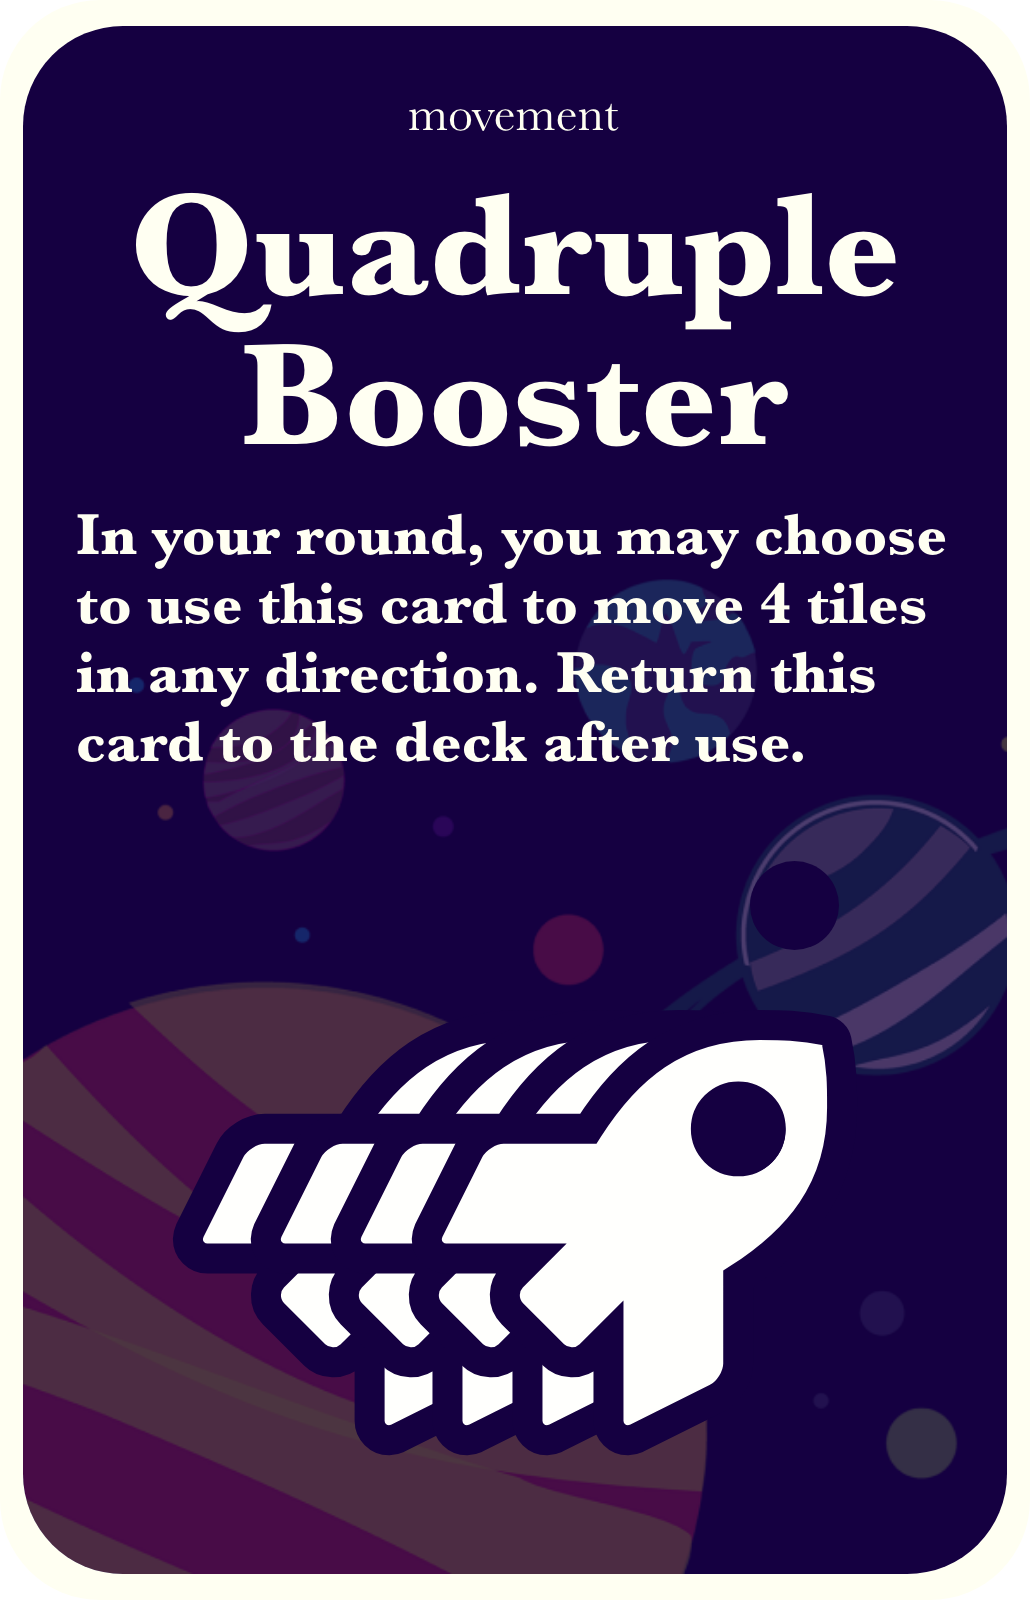 movement
Quadruple
Booster
In your round, you may choose
to use this card to move 4 tiles
in any direction. Return this
card to the deck after use.